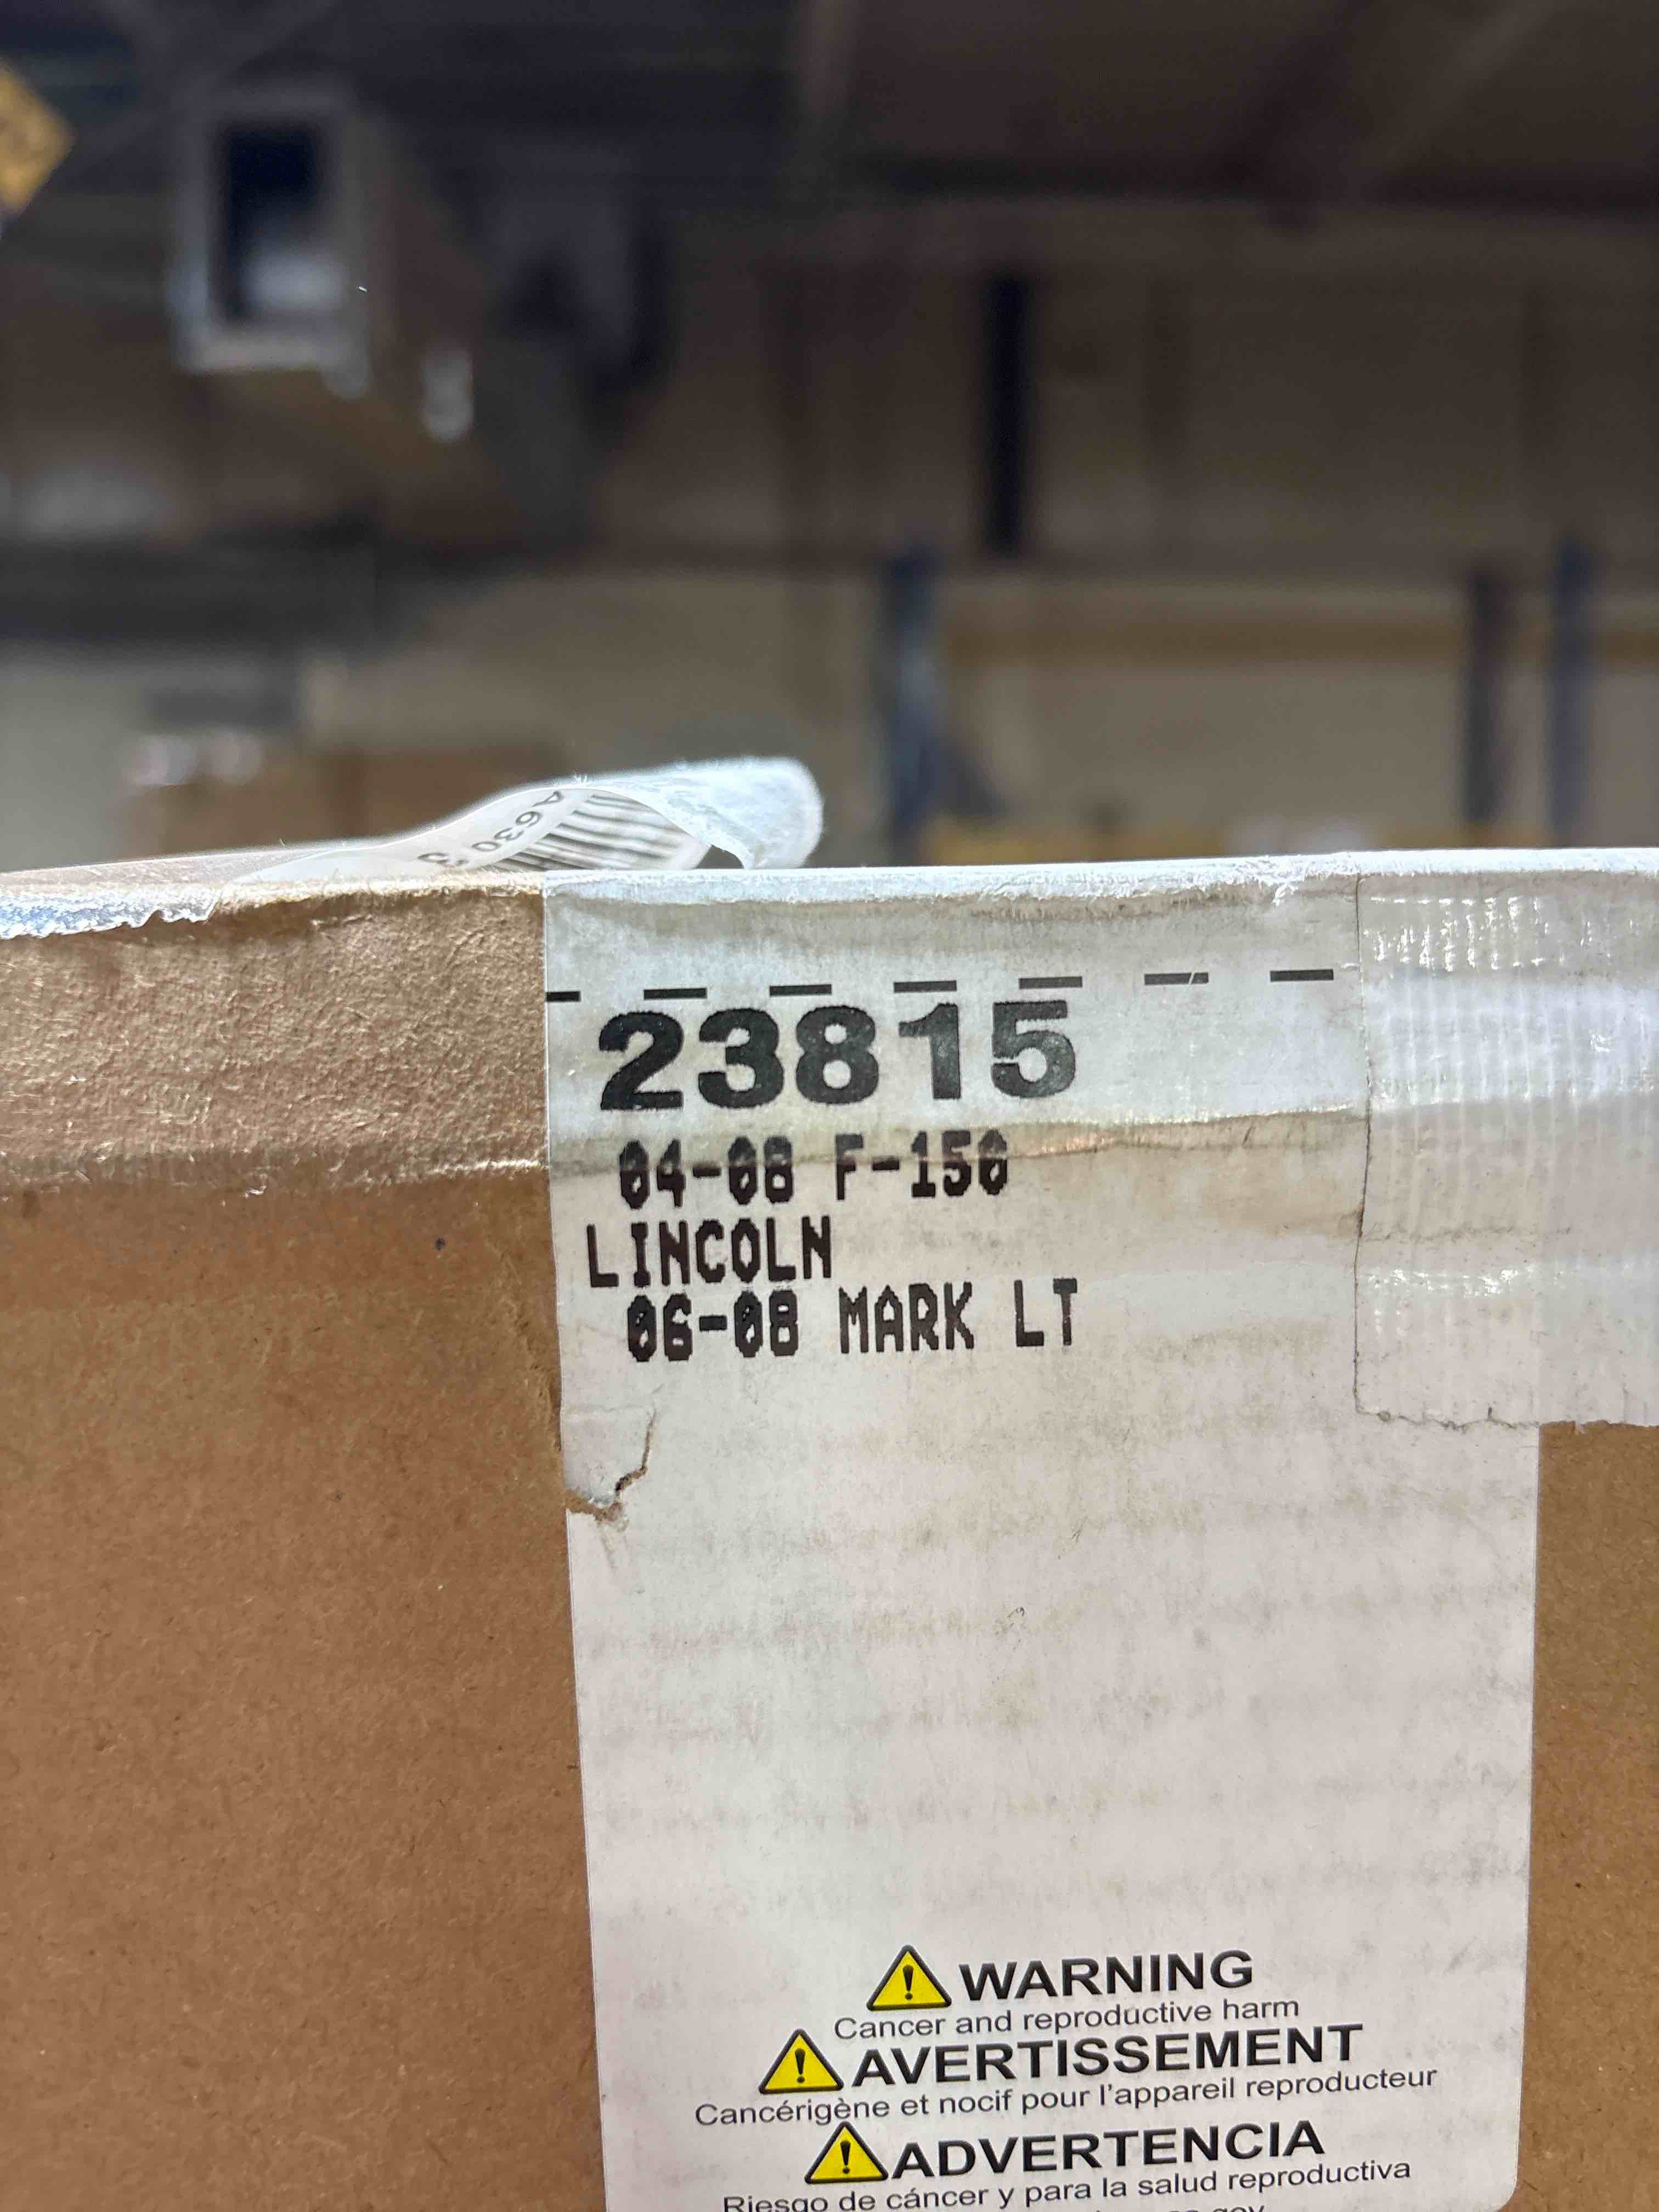 A630
23815
04-08 F-150
LINCOLN
06-08 MARK LT
WARNING
Cancer and reproductive harm
AVERTISSEMENT
Cancérigène et nocif pour l'appareil reproducteur
ADVERTENCIA
Riesgo de cáncer y para la salud reproductiva